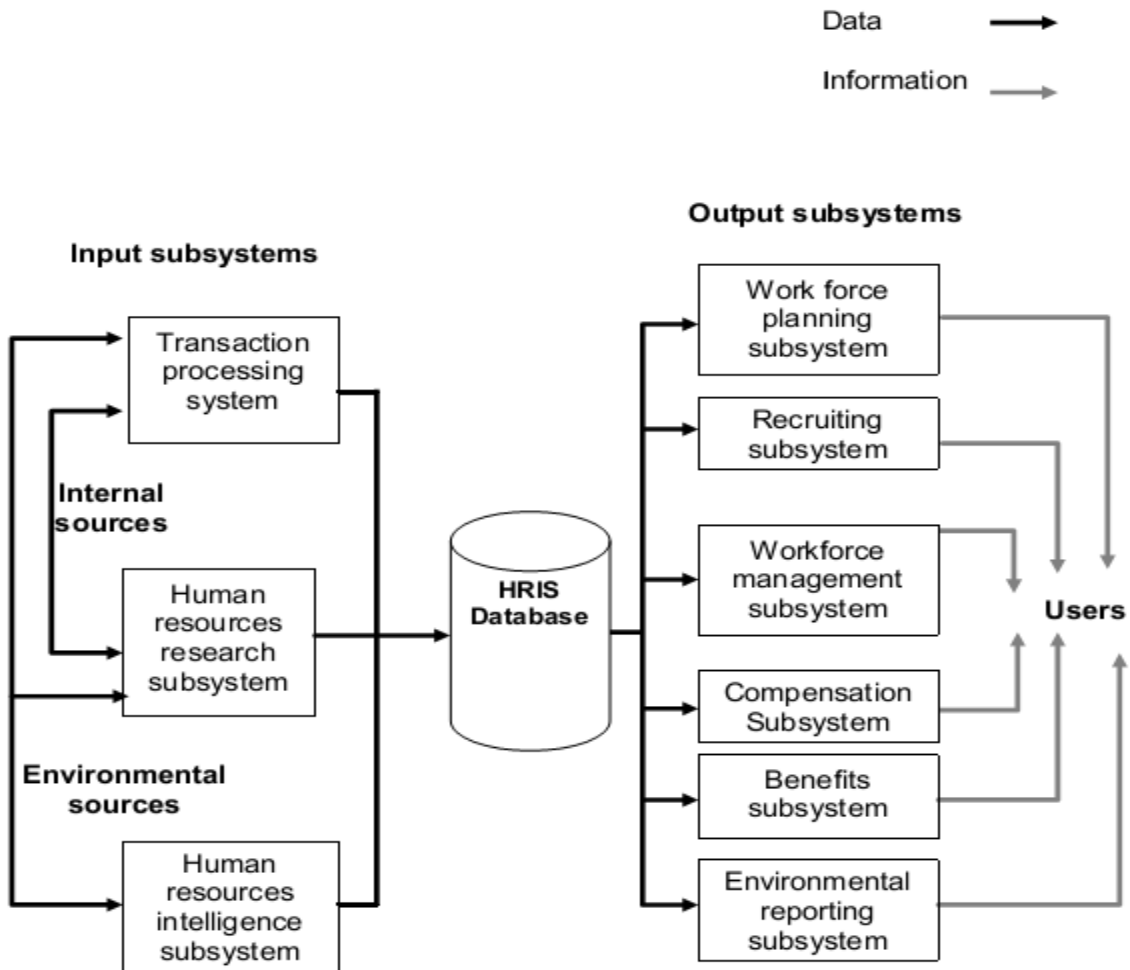 Data
Information
Output subsystems
Input subsystems
Work force
planning
subsystem
Transaction
processing
system
Recruiting
subsystem
Internal
sources
Workforce
management
subsystem
HRIS
Database
Human
resources
research
subsystem
Users
Compensation
Subsystem
Environmental
sources
Benefits
subsystem
Human
resources
intelligence
subsystem
Environmental
reporting
subsystem